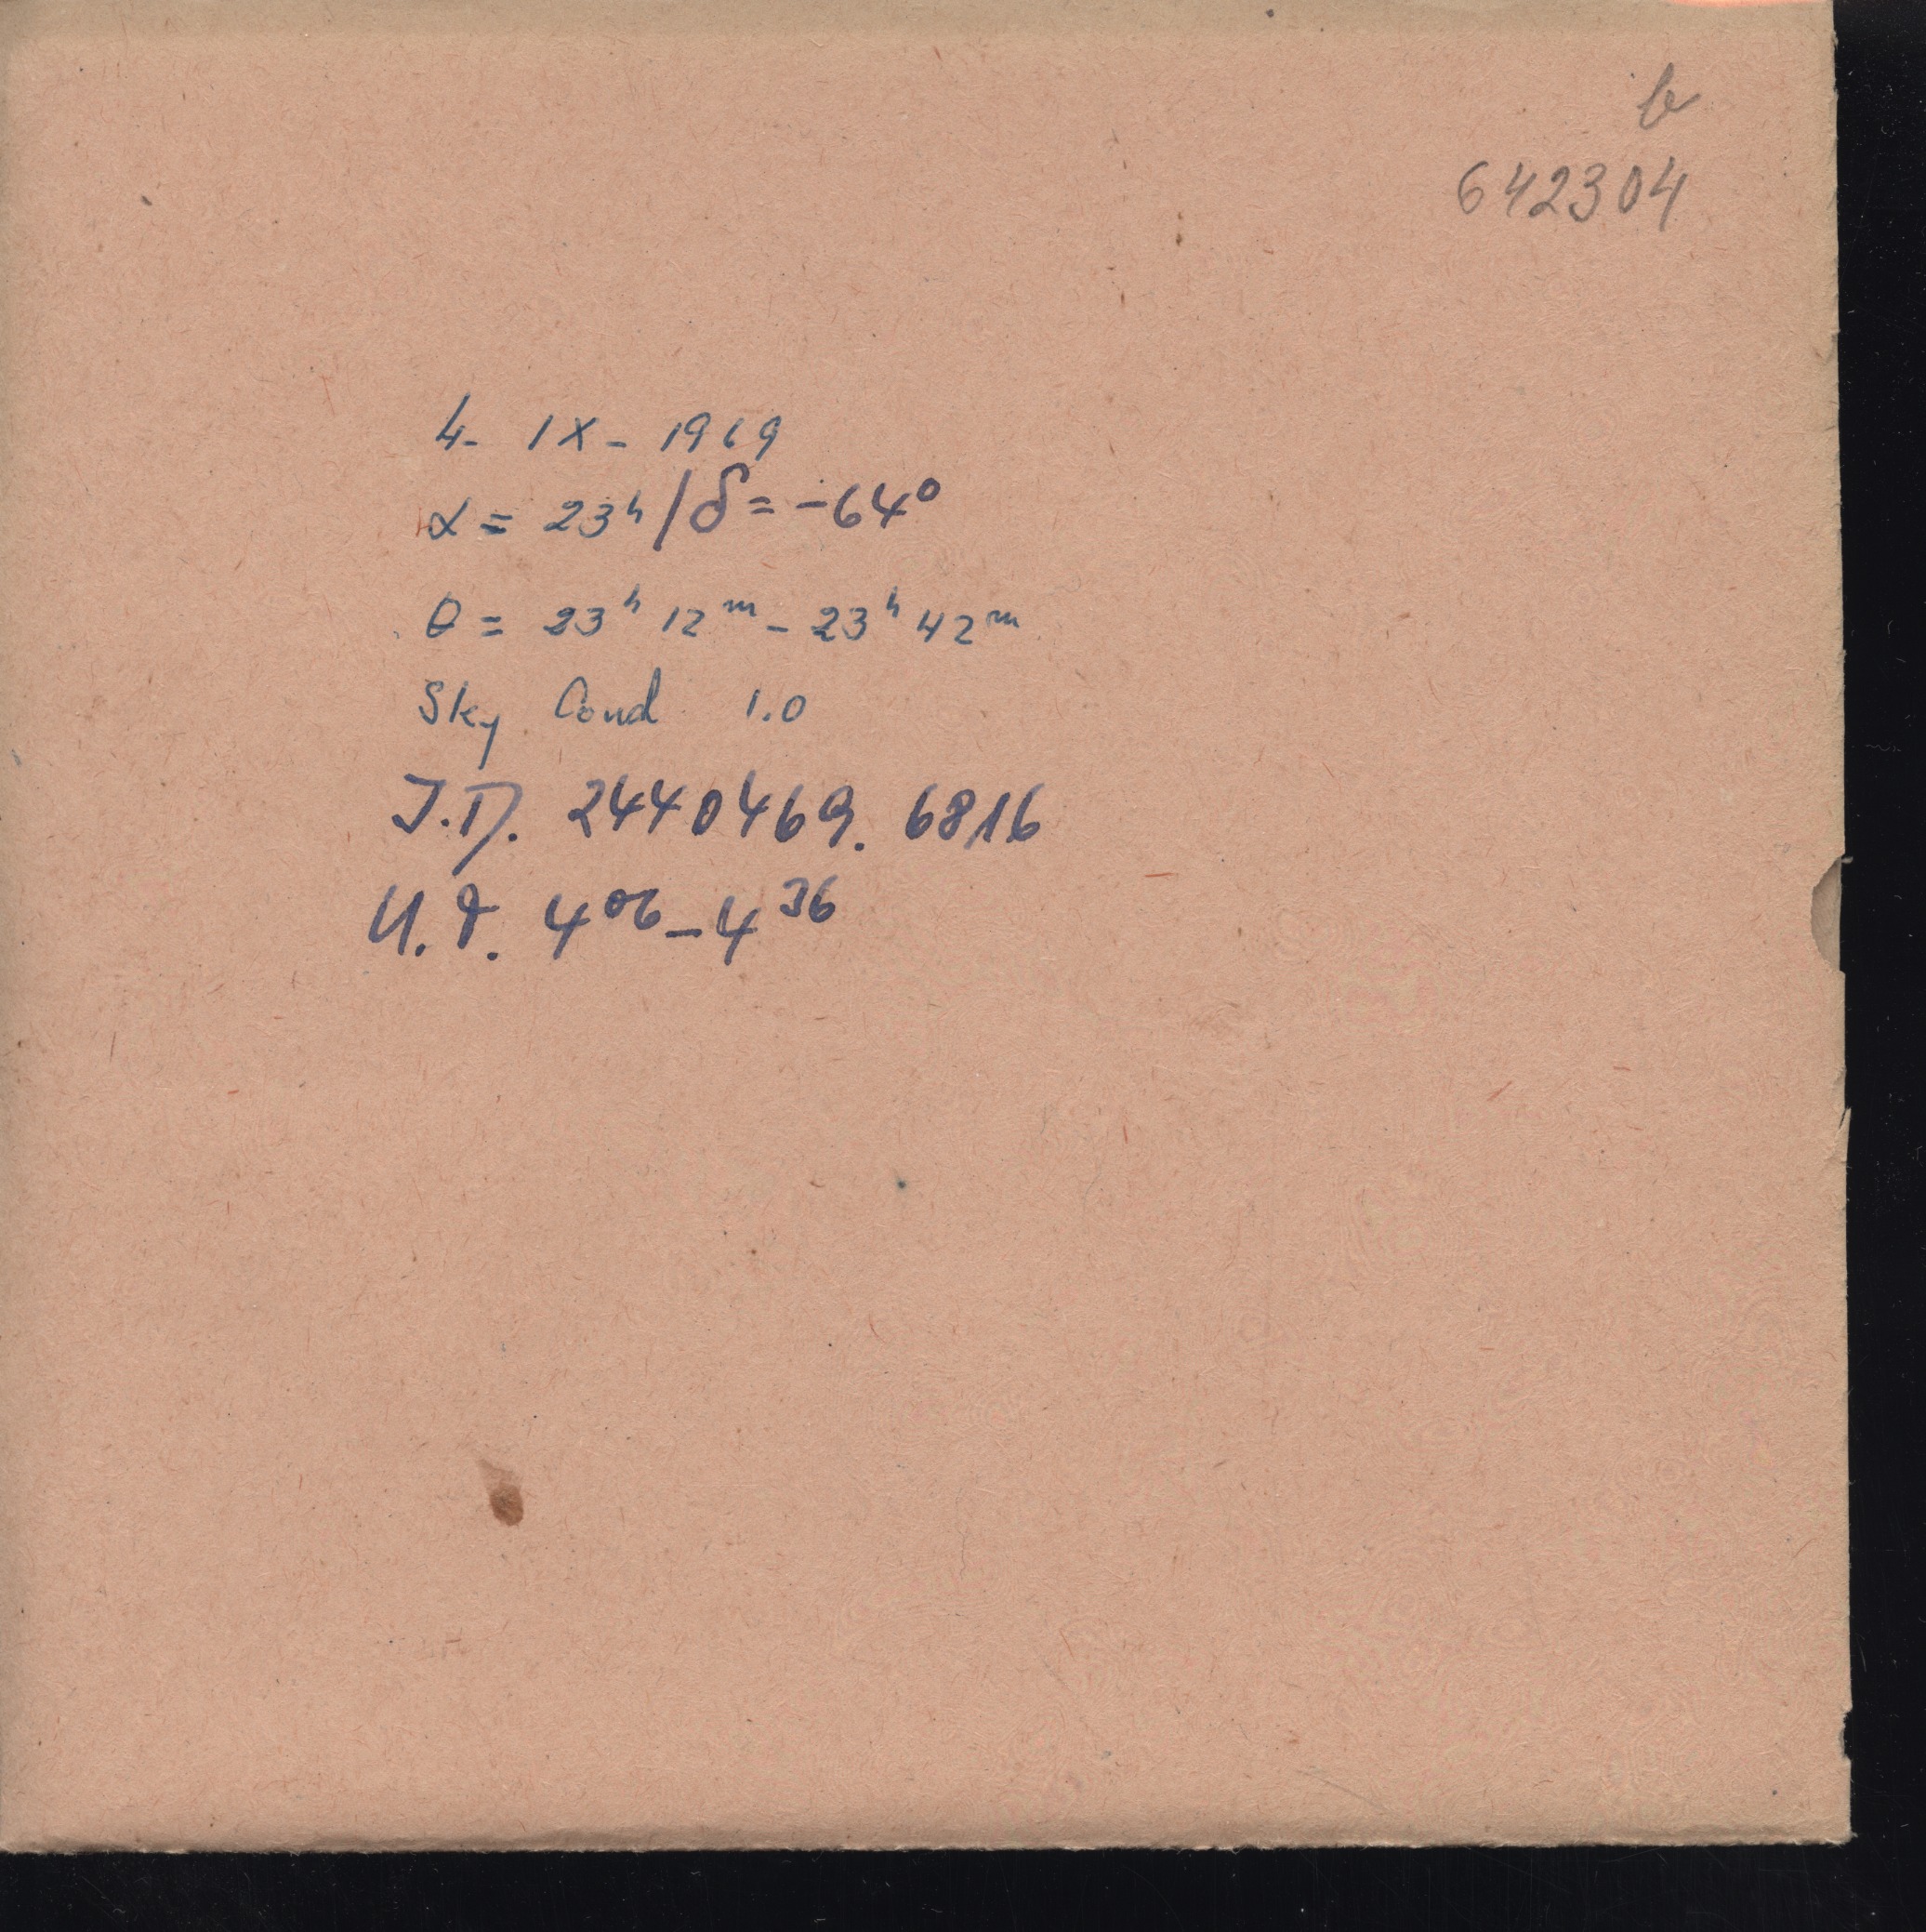 b
642304
4- IX- 1969
α = 23ʰ / δ = -64°
θ = 23ʰ 12ᵐ - 23ʰ 42ᵐ
Sky Cond 1.0
J.D. 2440469. 6816
U.T. 4⁰⁶ - 4³⁶